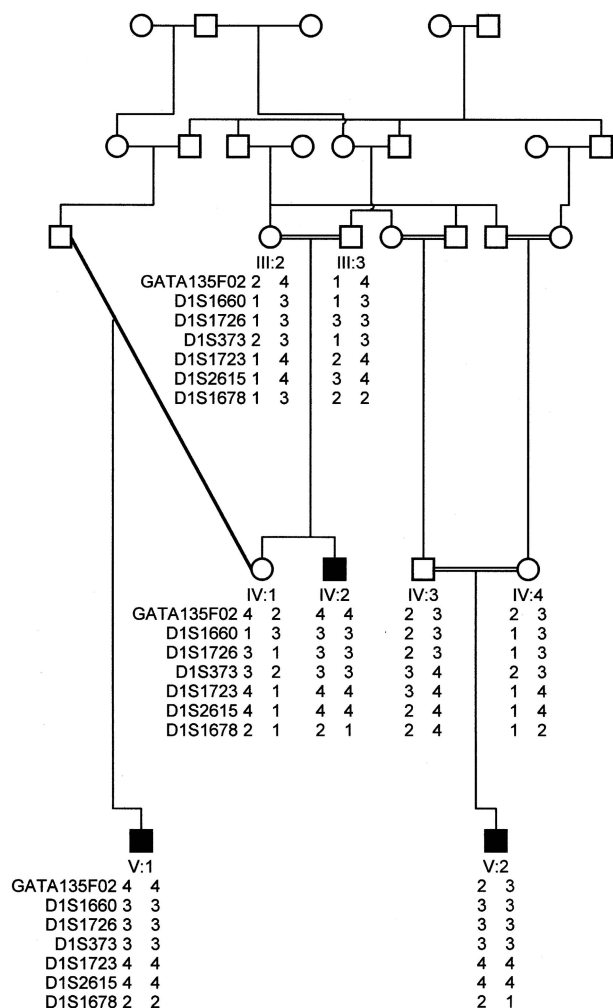 III:2 III:3
GATA135F02 2 4 1 4
D1S1660 1 3 1 3
D1S1726 1 3 3 3
D1S373 2 3 1 3
D1S1723 1 4 2 4
D1S2615 1 4 3 4
D1S1678 1 3 2 2
IV:1 IV:2 IV:3 IV:4
GATA135F02 4 2 4 4 2 3 2 3
D1S1660 1 3 3 3 2 3 1 3
D1S1726 3 1 3 3 2 3 1 3
D1S373 3 2 3 3 3 4 2 3
D1S1723 4 1 4 4 3 4 1 4
D1S2615 4 1 4 4 2 4 1 4
D1S1678 2 1 2 1 2 4 1 2
V:1 V:2
GATA135F02 4 4 2 3
D1S1660 3 3 3 3
D1S1726 3 3 3 3
D1S373 3 3 3 3
D1S1723 4 4 4 4
D1S2615 4 4 4 4
D1S1678 2 2 2 1